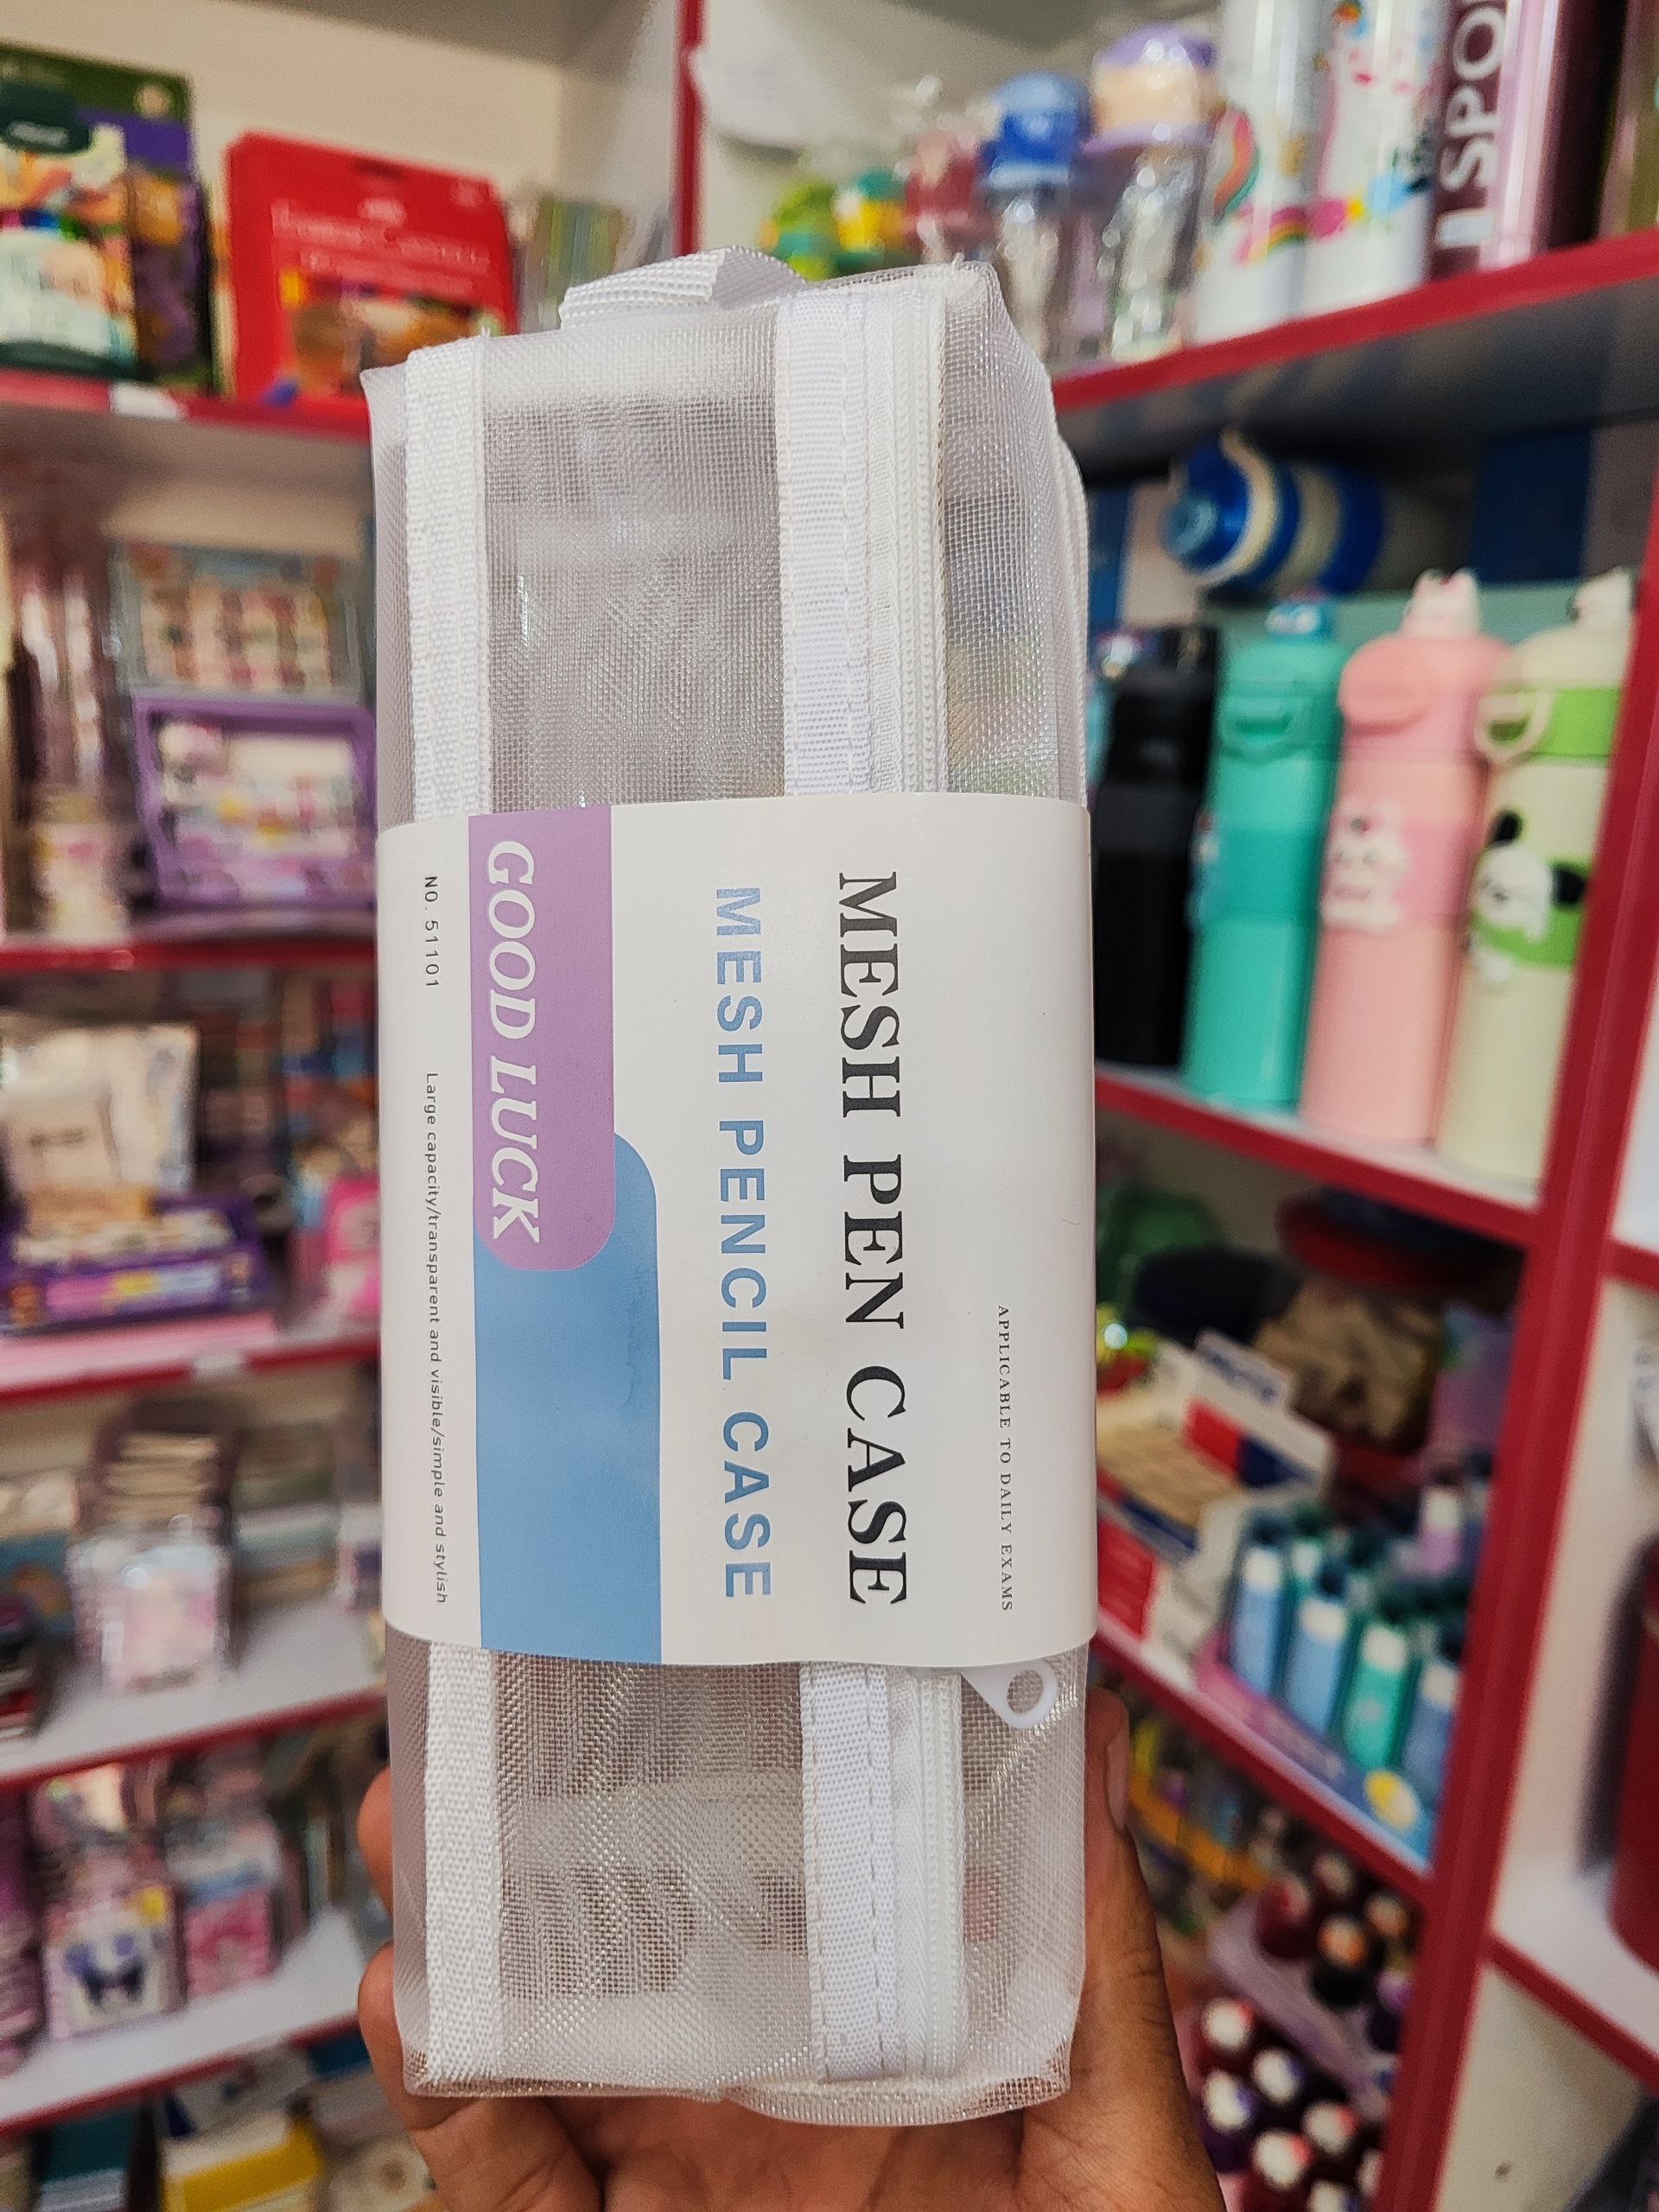 APPLICABLE TO DAILY EXAMS
MESH PEN CASE
MESH PENCIL CASE
GOOD LUCK
NO. 51101 Large capacity/transparent and visible/simple and stylish